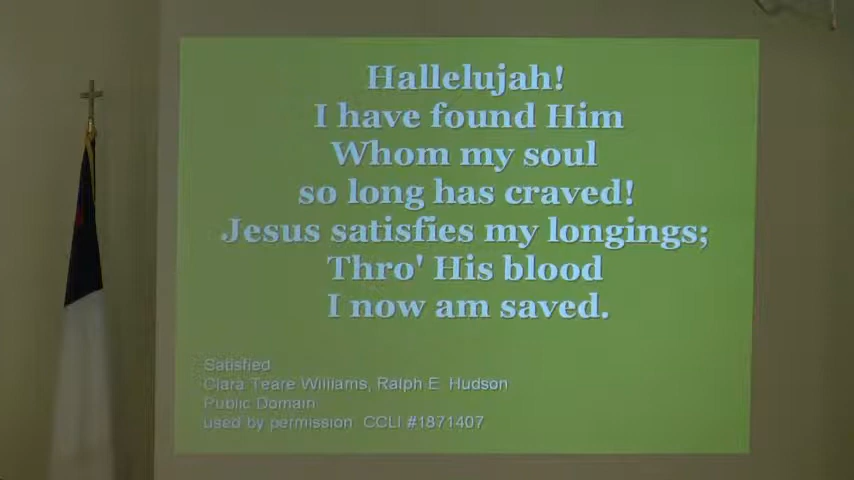 Hallelujah!
I have found Him
Whom my soul
so long has craved!
Jesus satisfies my longings;
Thro' His blood
I now am saved.
Satisfied
Clara Teare Williams, Ralph E. Hudson
Public Domain
used by permission. CCLI #1871407